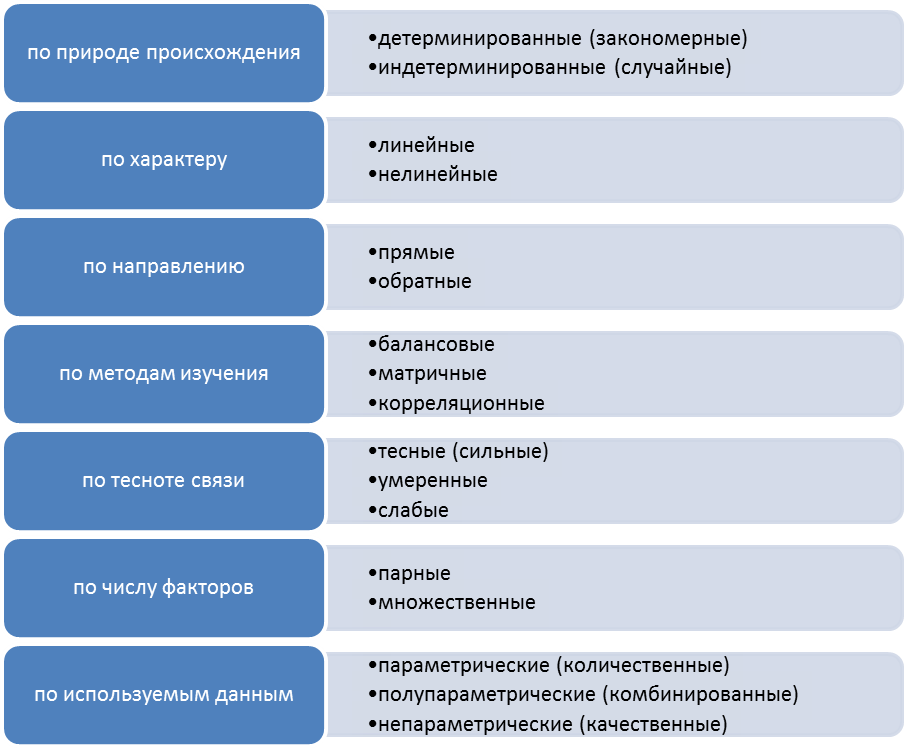 по природе происхождения
•детерминированные (закономерные)
•индетерминированные (случайные)
по характеру
•линейные
•нелинейные
по направлению
•прямые
•обратные
по методам изучения
•балансовые
•матричные
•корреляционные
по тесноте связи
•тесные (сильные)
•умеренные
•слабые
по числу факторов
•парные
•множественные
по используемым данным
•параметрические (количественные)
•полупараметрические (комбинированные)
•непараметрические (качественные)